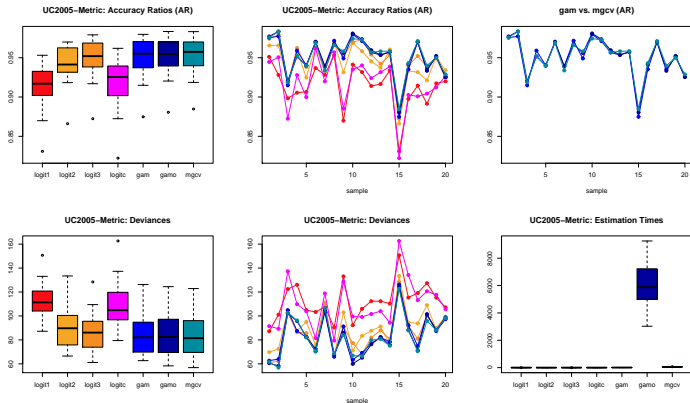 UC2005-Metric: Accuracy Ratios (AR)
0.95
0.90
0.85
logit1 logit2 logit3 logitc gam gamo mgcv
UC2005-Metric: Accuracy Ratios (AR)
0.95
0.90
0.85
5 10 15 20
sample
gam vs. mgcv (AR)
0.95
0.90
0.85
5 10 15 20
sample
UC2005-Metric: Deviances
160
140
120
100
80
60
logit1 logit2 logit3 logitc gam gamo mgcv
UC2005-Metric: Deviances
160
140
120
100
80
60
5 10 15 20
sample
UC2005-Metric: Estimation Times
8000
6000
4000
2000
0
logit1 logit3 logitc gam gamo mgcv